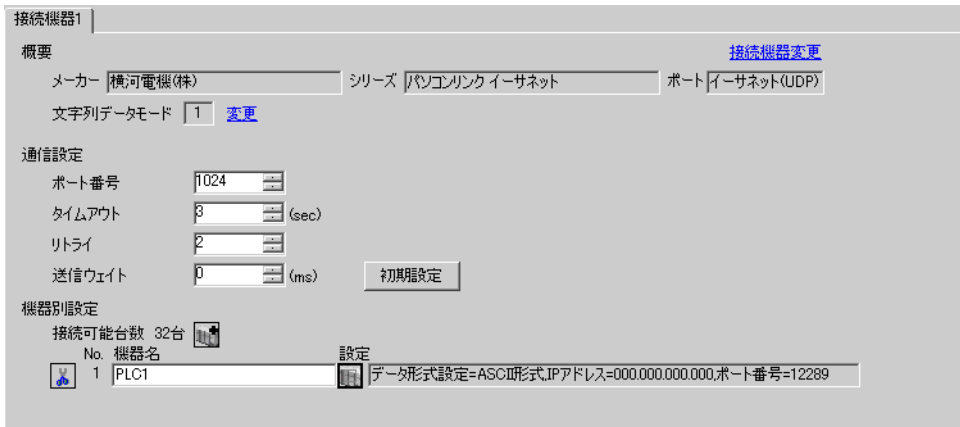 接続機器1
概要 接続機器変更
メーカー 横河電機(株) シリーズ パソコンリンク イーサネット ポート イーサネット(UDP)
文字列データモード 1 変更
通信設定
ポート番号 1024
タイムアウト 3 (sec)
リトライ 2
送信ウェイト 0 (ms) 初期設定
機器別設定
接続可能台数 32台
No. 機器名 設定
1 PLC1 データ形式設定=ASCII形式,IPアドレス=000.000.000.000,ポート番号=12289